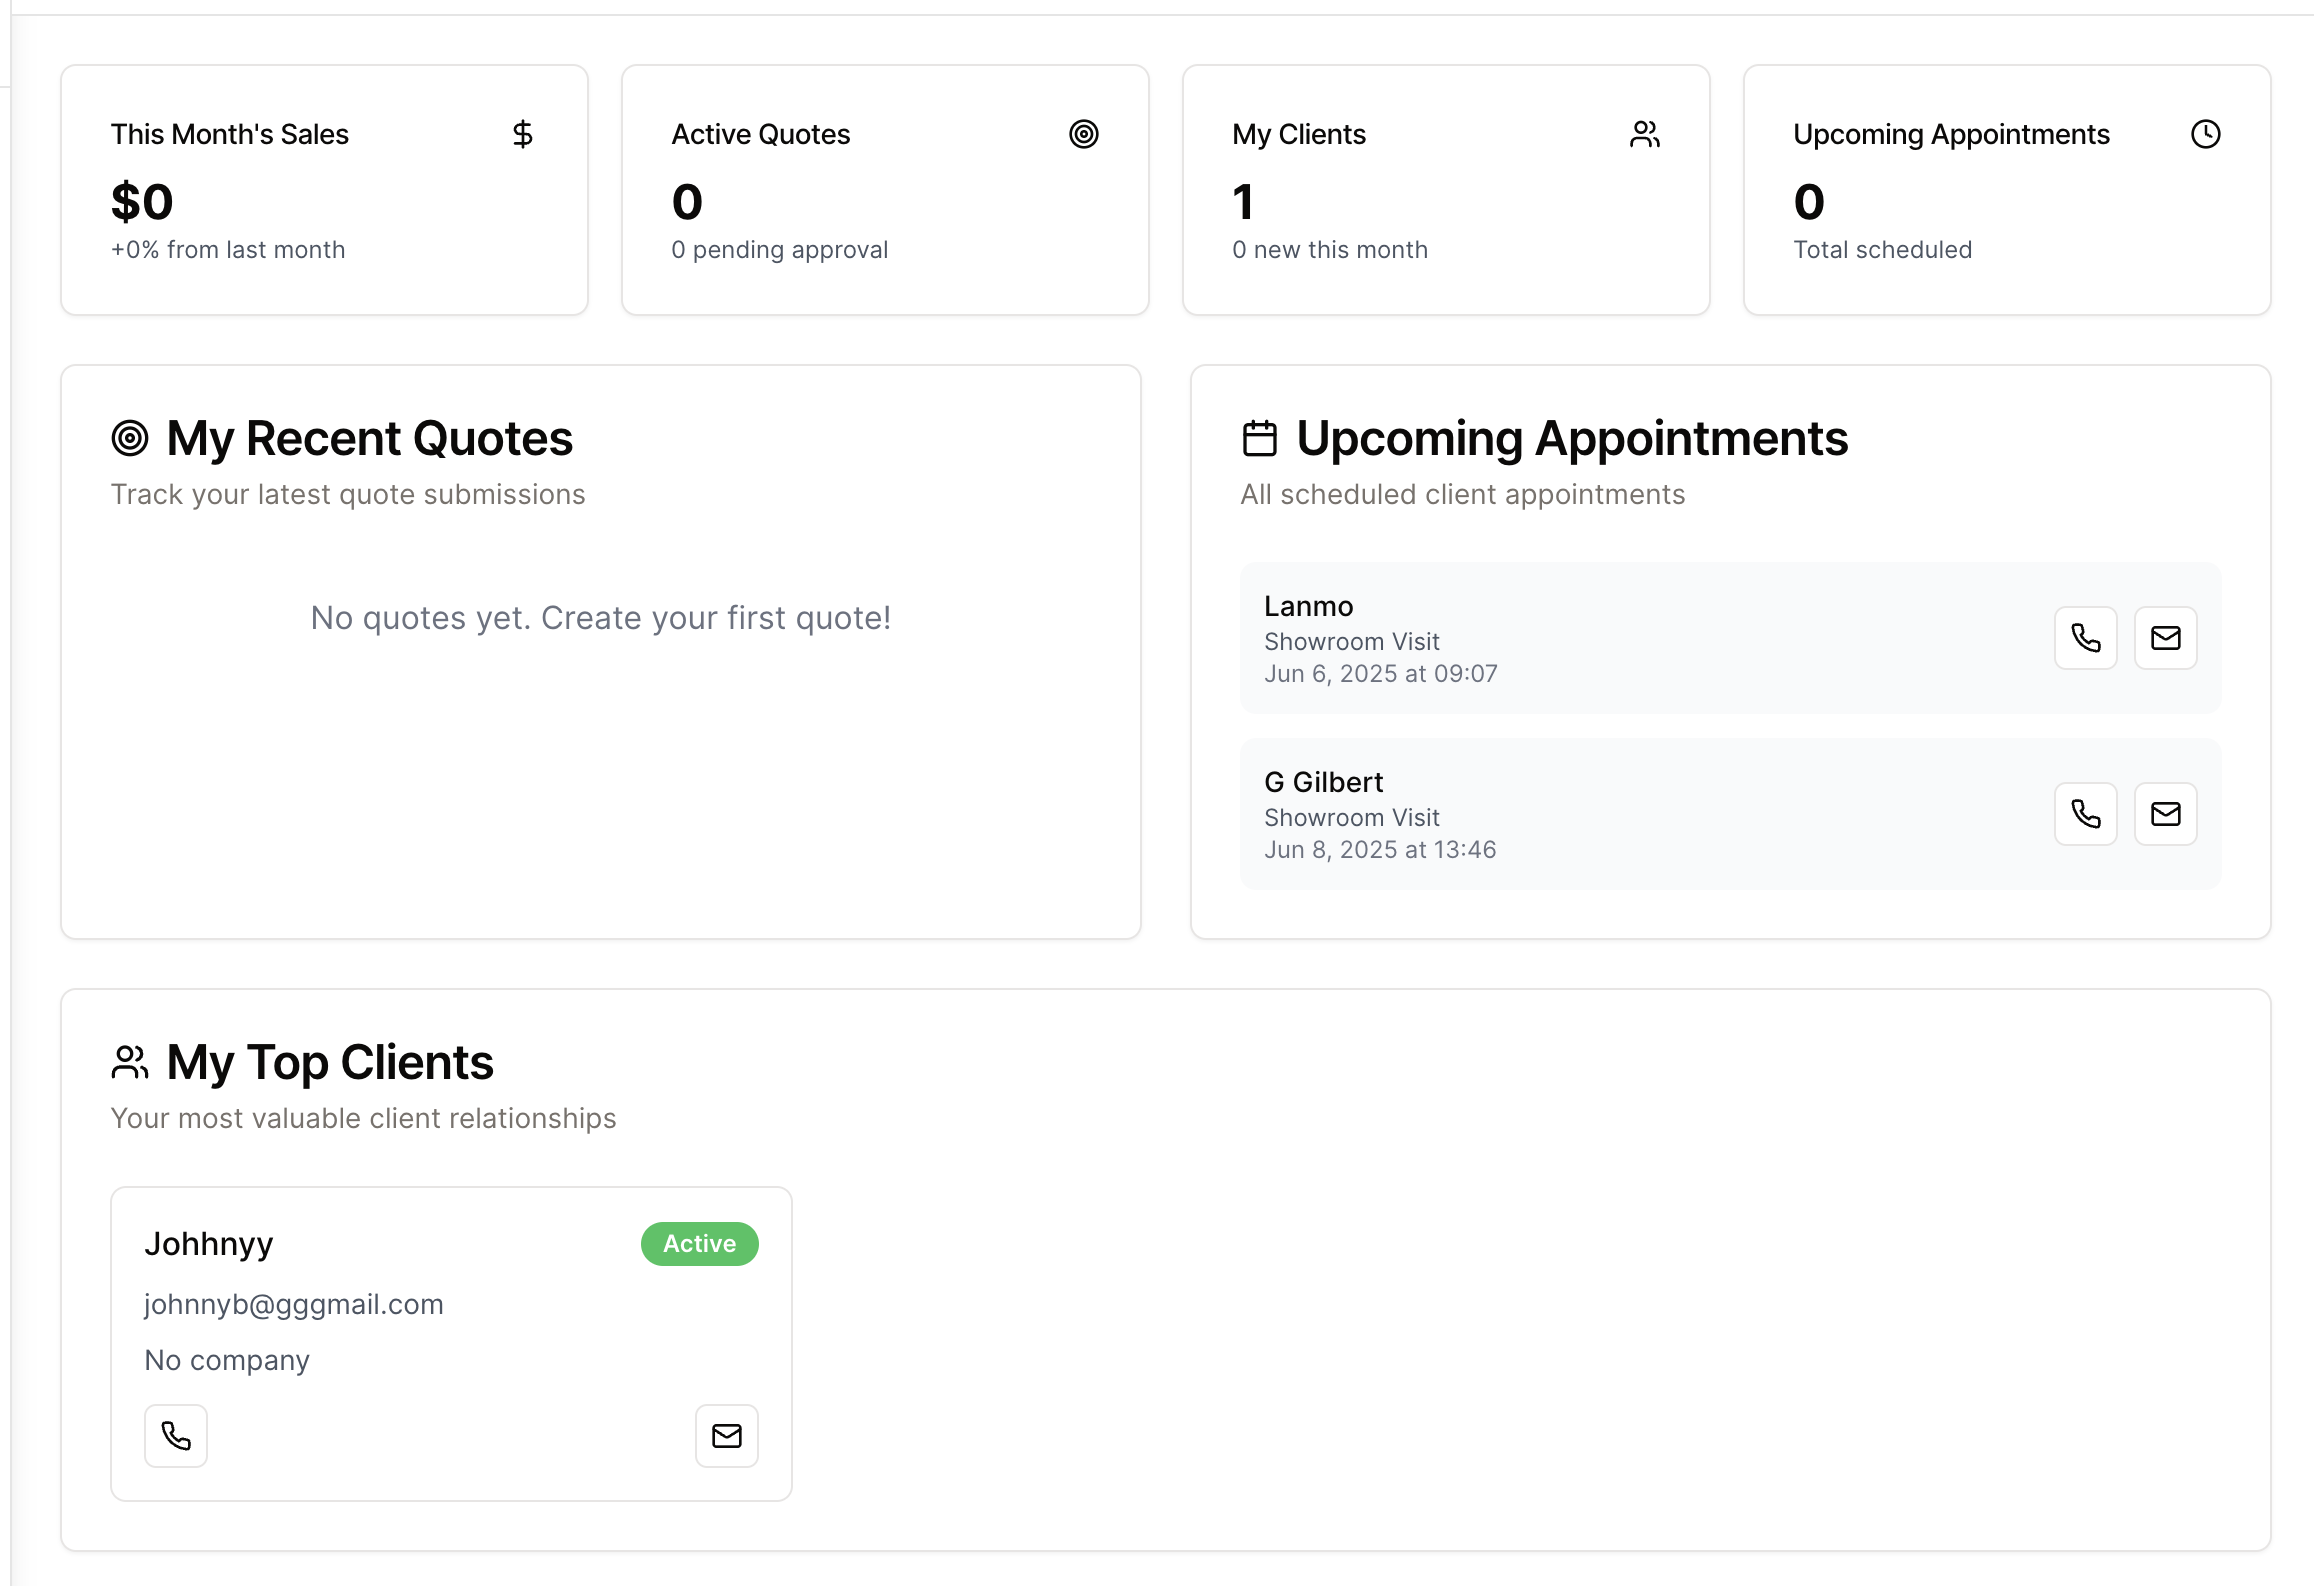 This Month's Sales
$0
+0% from last month
Active Quotes
0
0 pending approval
My Clients
1
0 new this month
Upcoming Appointments
0
Total scheduled
My Recent Quotes
Track your latest quote submissions
No quotes yet. Create your first quote!
Upcoming Appointments
All scheduled client appointments
Lanmo
Showroom Visit
Jun 6, 2025 at 09:07
G Gilbert
Showroom Visit
Jun 8, 2025 at 13:46
My Top Clients
Your most valuable client relationships
Johhnyy
Active
johnnyb@gggmail.com
No company